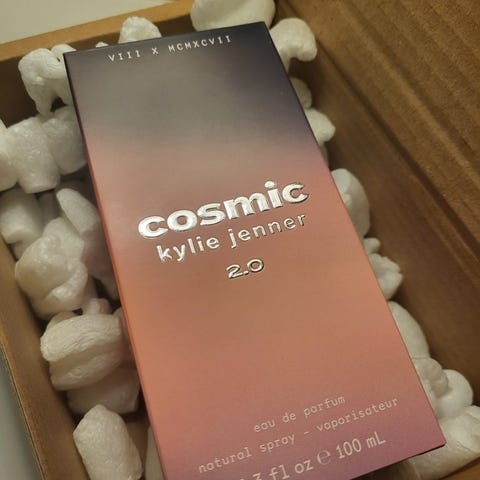 VIII X MCMXCVII
cosmic
kylie jenner
2.0
eau de parfum
natural spray - vaporisateur
fl oz ℮ 100 mL